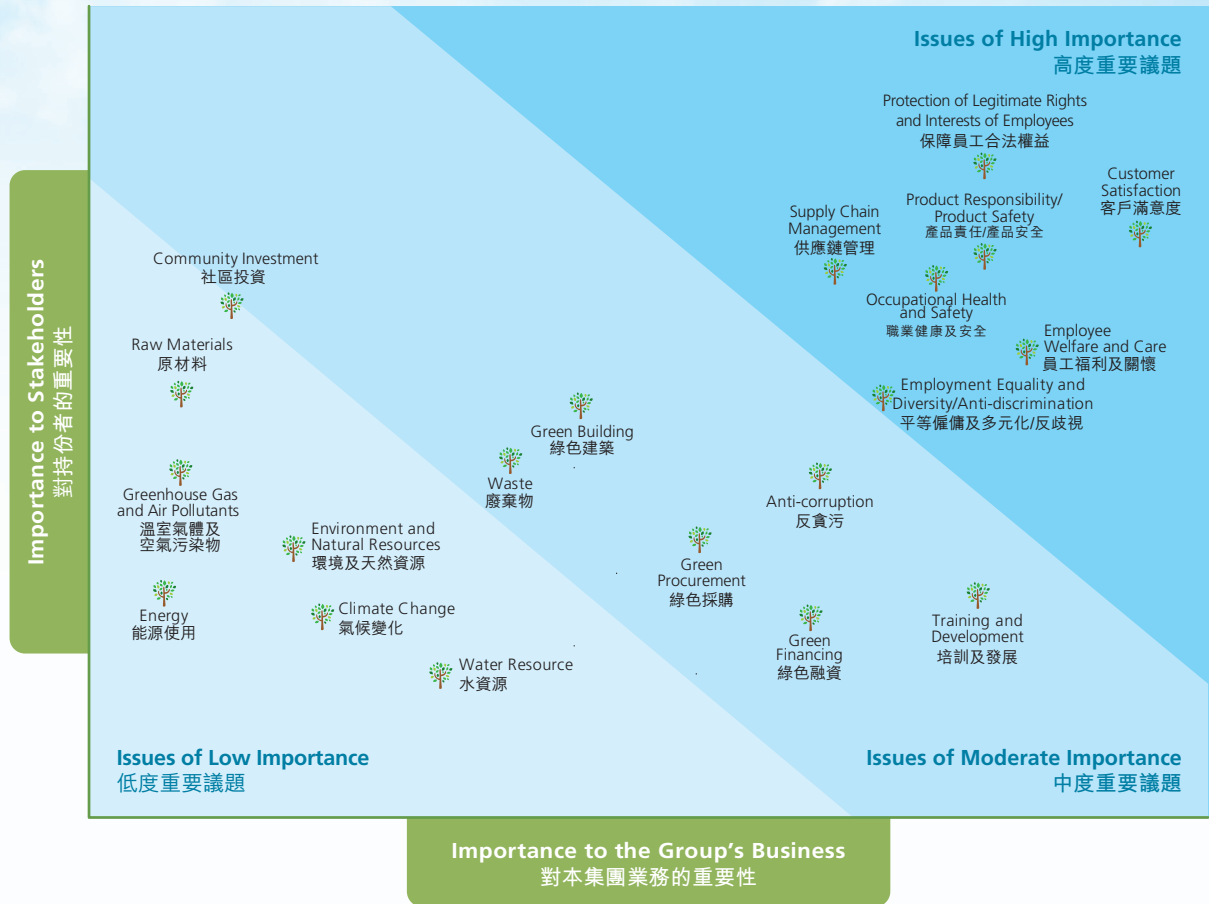 Issues of High Importance
高度重要議題
Protection of Legitimate Rights
and Interests of Employees
保障員工合法權益
Customer
Satisfaction
客戶滿意度
Product Responsibility/
Product Safety
產品責任/產品安全
Supply Chain
Management
供應鏈管理
Occupational Health
and Safety
職業健康及安全
Employee
Welfare and Care
員工福利及關懷
Employment Equality and
Diversity/Anti-discrimination
平等僱傭及多元化/反歧視
Importance to Stakeholders
對持份者的重要性
Community Investment
社區投資
Raw Materials
原材料
Green Building
綠色建築
Waste
廢棄物
Greenhouse Gas
and Air Pollutants
溫室氣體及
空氣污染物
Environment and
Natural Resources
環境及天然資源
Anti-corruption
反貪污
Green
Procurement
綠色採購
Energy
能源使用
Climate Change
氣候變化
Green
Financing
綠色融資
Training and
Development
培訓及發展
Water Resource
水資源
Issues of Low Importance
低度重要議題
Issues of Moderate Importance
中度重要議題
Importance to the Group's Business
對本集團業務的重要性